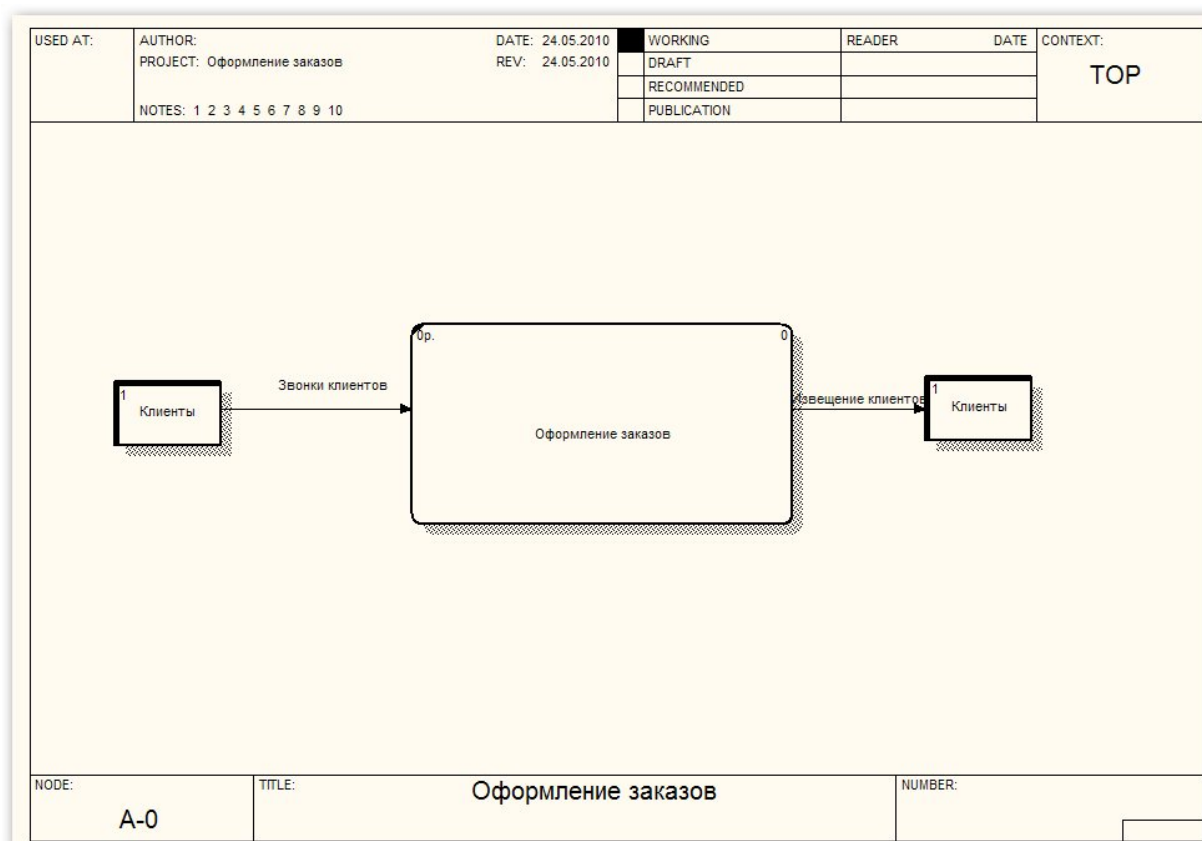 USED AT:
AUTHOR:
DATE: 24.05.2010
PROJECT: Оформление заказов
REV: 24.05.2010
NOTES: 1 2 3 4 5 6 7 8 9 10
WORKING
DRAFT
RECOMMENDED
PUBLICATION
READER DATE
CONTEXT:
TOP
0р. 0
Оформление заказов
1
Клиенты
Звонки клиентов
клиентов
1
Клиенты
NODE:
A-0
TITLE:
Оформление заказов
NUMBER: